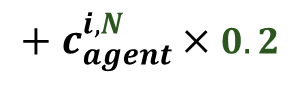 + c_{agent}^{i,N} × 0.2